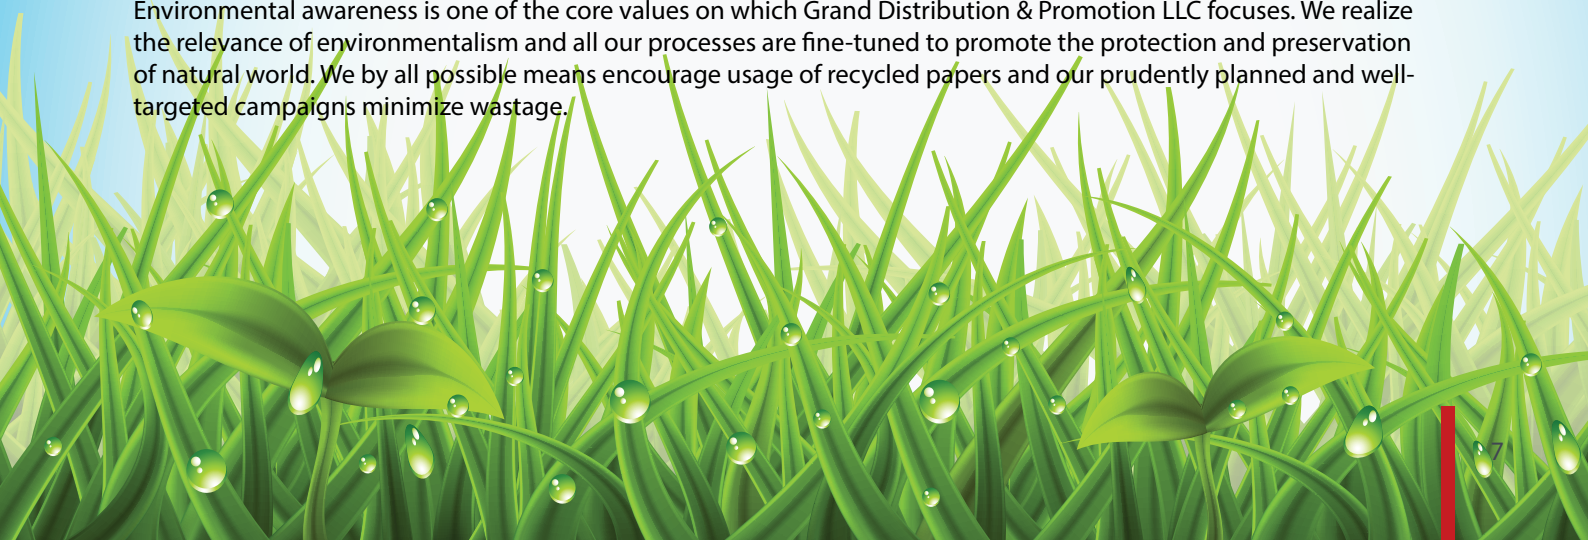 Environmental awareness is one of the core values on which Grand Distribution & Promotion LLC focuses. We realize
the relevance of environmentalism and all our processes are fine-tuned to promote the protection and preservation
of natural world. We by all possible means encourage usage of recycled papers and our prudently planned and well-
targeted campaigns minimize wastage.
7